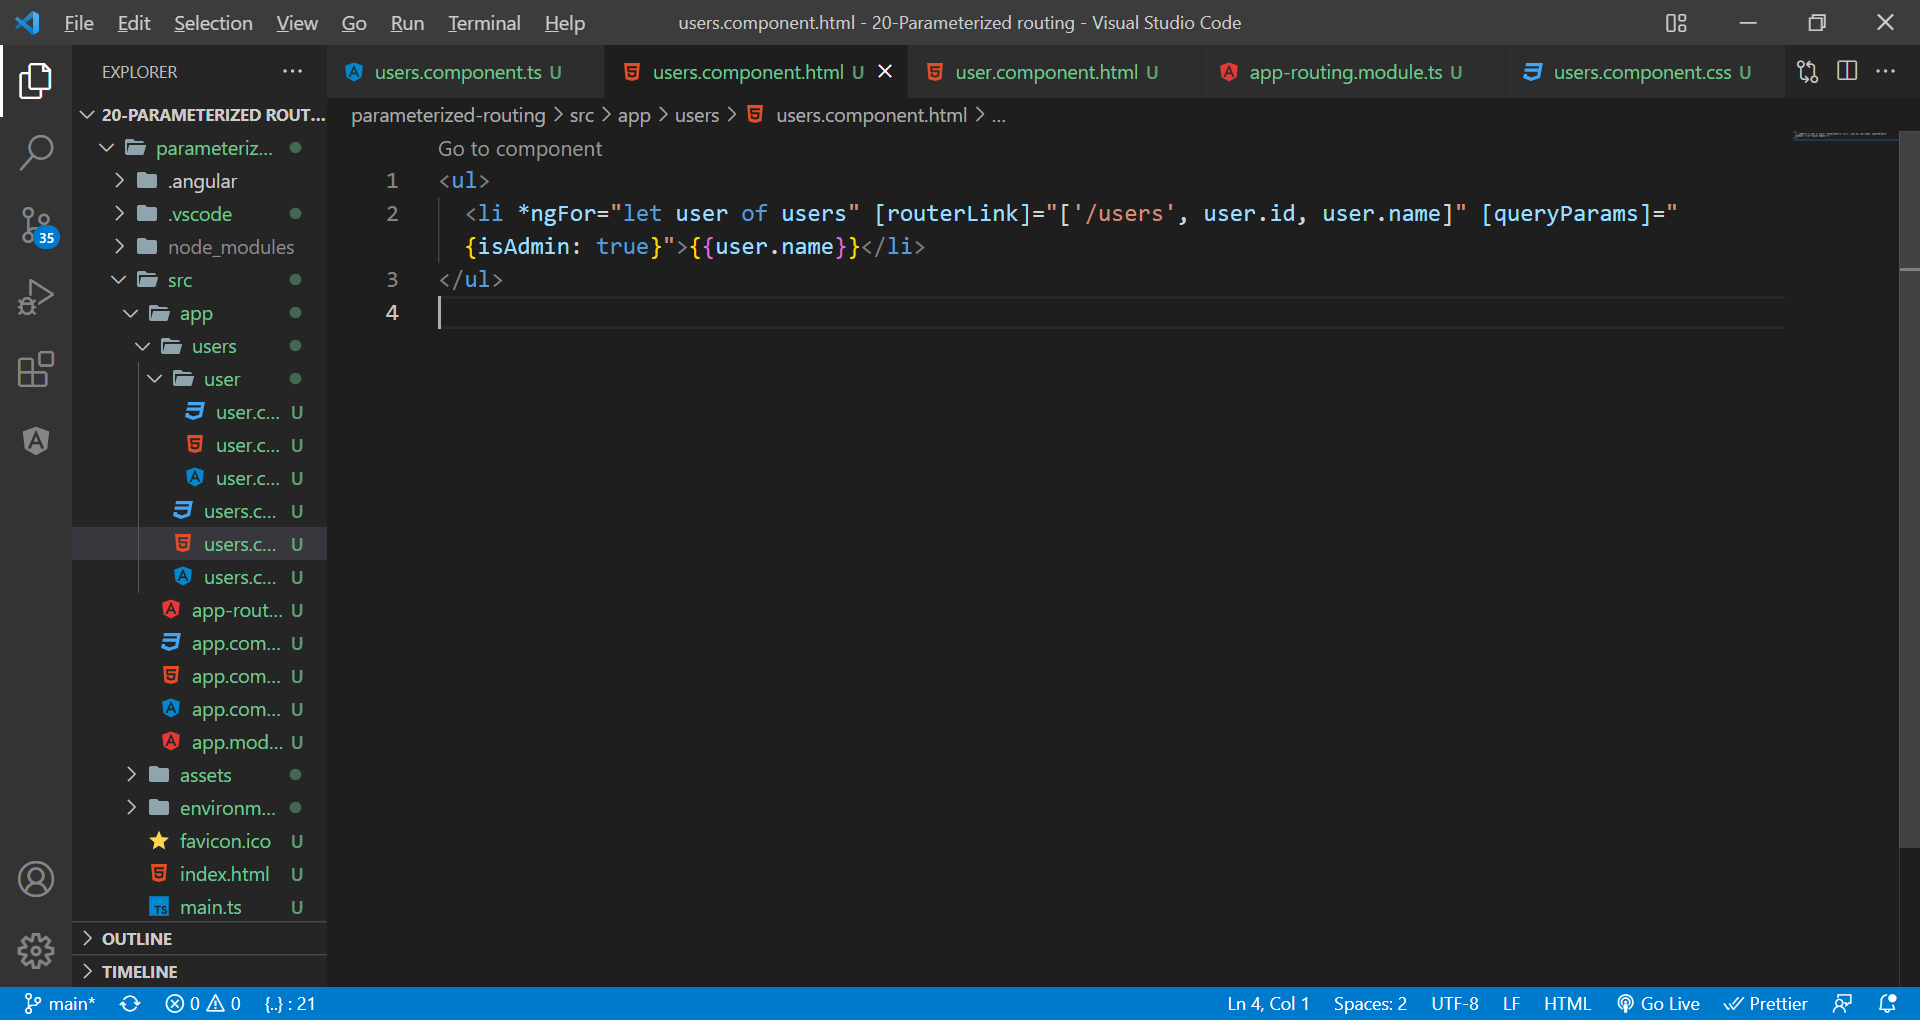 File Edit Selection View Go Run Terminal Help
users.component.html - 20-Parameterized routing - Visual Studio Code
EXPLORER
users.component.ts U
users.component.html U
user.component.html U
app-routing.module.ts U
users.component.css U
20-PARAMETERIZED ROUT...
parameterized-routing > src > app > users > users.component.html > ...
parameteriz...
.angular
.vscode
node_modules
src
app
users
user
user.c... U
user.c... U
user.c... U
users.c... U
users.c... U
users.c... U
app-rout... U
app.com... U
app.com... U
app.com... U
app.mod... U
assets
environm...
favicon.ico U
index.html U
main.ts U
OUTLINE
TIMELINE
35
Go to component
1 <ul>
2 <li *ngFor="let user of users" [routerLink]="['/users', user.id, user.name]" [queryParams]="
{isAdmin: true}">{{user.name}}</li>
3 </ul>
4
main* 0 0 {..} : 21
Ln 4, Col 1 Spaces: 2 UTF-8 LF HTML Go Live Prettier